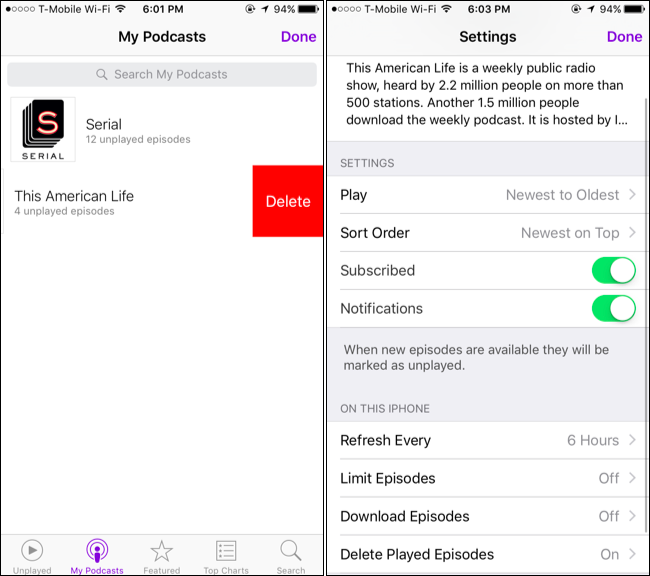 T-Mobile Wi-Fi 6:01 PM 94%
My Podcasts Done
Search My Podcasts
S
SERIAL
Serial
12 unplayed episodes
This American Life
4 unplayed episodes
Delete
Unplayed My Podcasts Featured Top Charts Search
T-Mobile Wi-Fi 6:03 PM 94%
Settings Done
This American Life is a weekly public radio
show, heard by 2.2 million people on more than
500 stations. Another 1.5 million people
download the weekly podcast. It is hosted by I...
SETTINGS
Play Newest to Oldest
Sort Order Newest on Top
Subscribed
Notifications
When new episodes are available they will be
marked as unplayed.
ON THIS IPHONE
Refresh Every 6 Hours
Limit Episodes Off
Download Episodes Off
Delete Played Episodes On